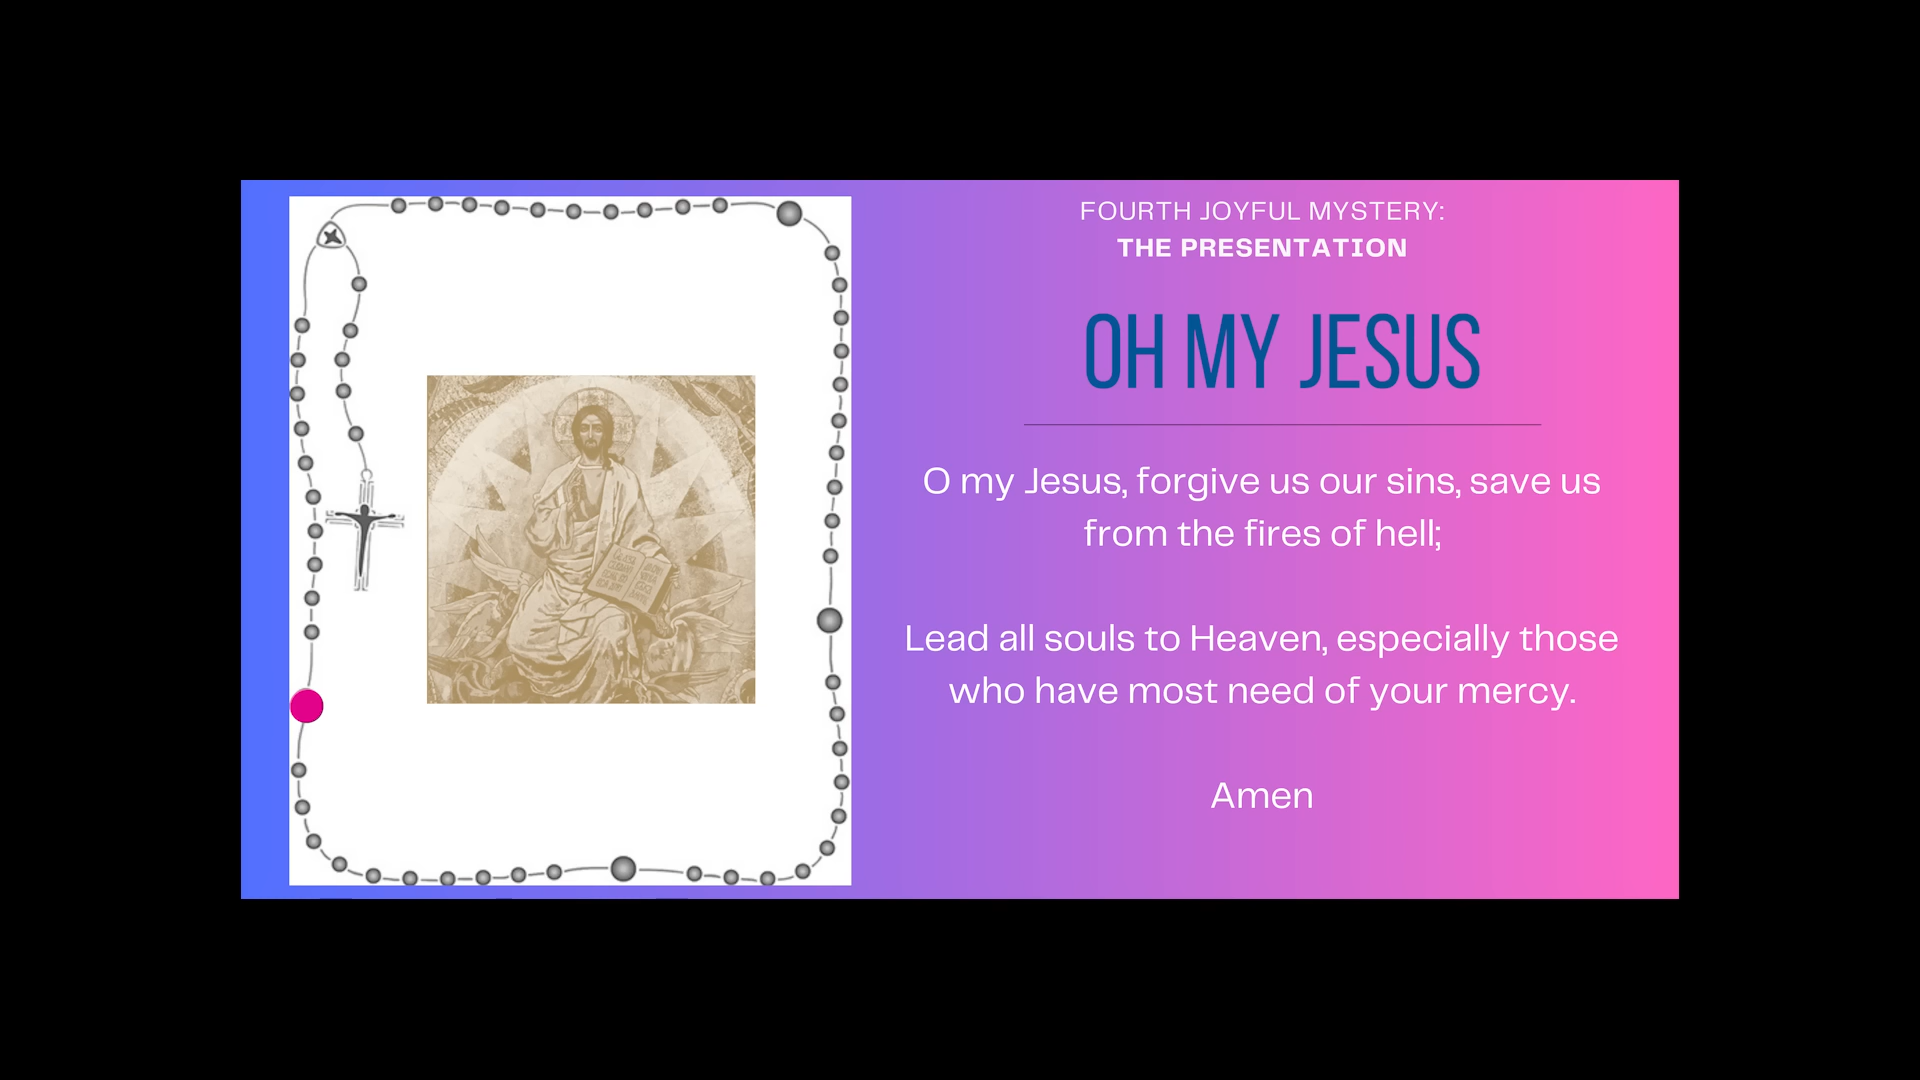 FOURTH JOYFUL MYSTERY:
THE PRESENTATION
OH MY JESUS
O my Jesus, forgive us our sins, save us
from the fires of hell;
Lead all souls to Heaven, especially those
who have most need of your mercy.
Amen